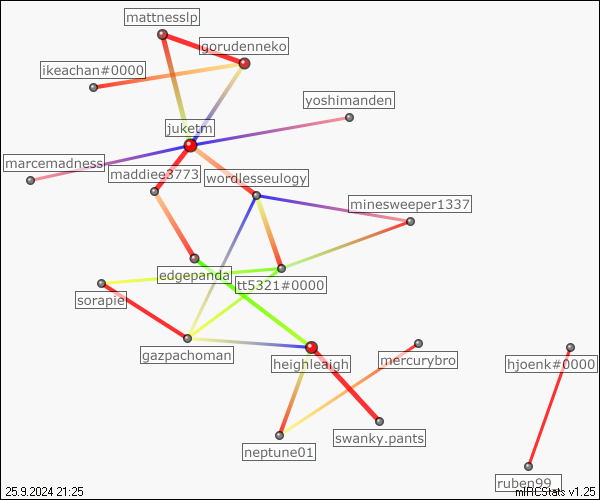 mattnesslp
gorudenneko
ikeachan#0000
yoshimanden
juketm
marcemadness
maddiee3773
wordlesseulogy
minesweeper1337
edgepanda
tt5321#0000
sorapie
gazpachoman
heighleaigh
mercurybro
hjoenk#0000
swanky.pants
neptune01
ruben99_
25.9.2024 21:25
mIRCStats v1.25